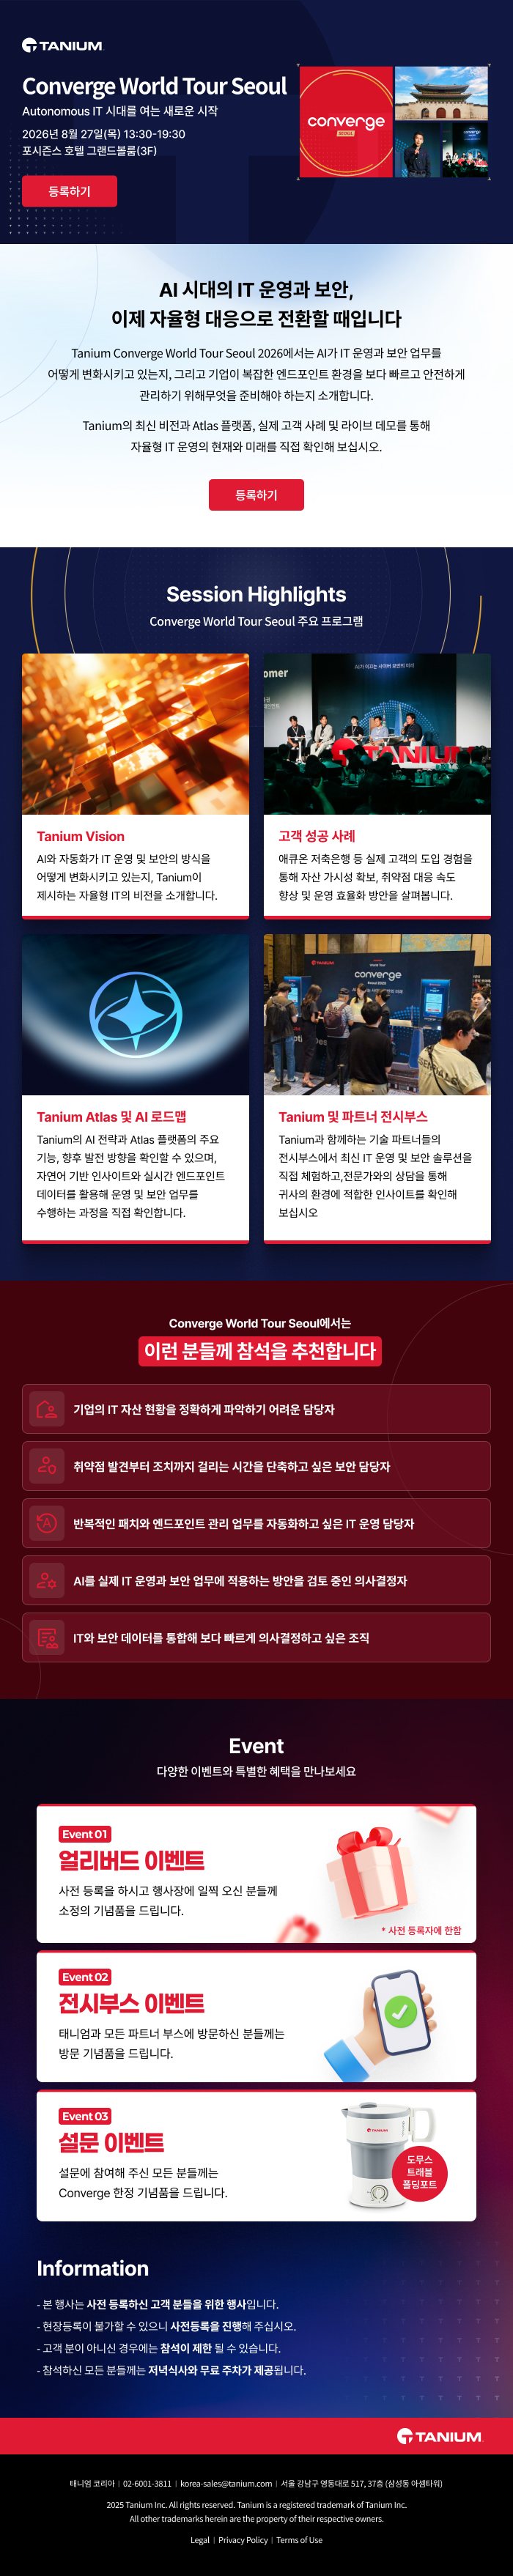 TANIUM
Converge World Tour Seoul
Autonomous IT 시대를 여는 새로운 시작
2026년 8월 27일(목) 13:30-19:30
포시즌스 호텔 그랜드볼룸(3F)
converge
SEOUL
등록하기
AI 시대의 IT 운영과 보안,
이제 자율형 대응으로 전환할 때입니다
Tanium Converge World Tour Seoul 2026에서는 AI가 IT 운영과 보안 업무를
어떻게 변화시키고 있는지, 그리고 기업이 복잡한 엔드포인트 환경을 보다 빠르고 안전하게
관리하기 위해무엇을 준비해야 하는지 소개합니다.
Tanium의 최신 비전과 Atlas 플랫폼, 실제 고객 사례 및 라이브 데모를 통해
자율형 IT 운영의 현재와 미래를 직접 확인해 보십시오.
등록하기
Session Highlights
Converge World Tour Seoul 주요 프로그램
omer
TANIUM
Tanium Vision
AI와 자동화가 IT 운영 및 보안의 방식을
어떻게 변화시키고 있는지, Tanium이
제시하는 자율형 IT의 비전을 소개합니다.
고객 성공 사례
애큐온 저축은행 등 실제 고객의 도입 경험을
통해 자산 가시성 확보, 취약점 대응 속도
향상 및 운영 효율화 방안을 살펴봅니다.
converge
Tanium Atlas 및 AI 로드맵
Tanium의 AI 전략과 Atlas 플랫폼의 주요
기능, 향후 발전 방향을 확인할 수 있으며,
자연어 기반 인사이트와 실시간 엔드포인트
데이터를 활용해 운영 및 보안 업무를
수행하는 과정을 직접 확인합니다.
Tanium 및 파트너 전시부스
Tanium과 함께하는 기술 파트너들의
전시부스에서 최신 IT 운영 및 보안 솔루션을
직접 체험하고,전문가와의 상담을 통해
귀사의 환경에 적합한 인사이트를 확인해
보십시오
Converge World Tour Seoul에서는
이런 분들께 참석을 추천합니다
기업의 IT 자산 현황을 정확하게 파악하기 어려운 담당자
취약점 발견부터 조치까지 걸리는 시간을 단축하고 싶은 보안 담당자
반복적인 패치와 엔드포인트 관리 업무를 자동화하고 싶은 IT 운영 담당자
AI를 실제 IT 운영과 보안 업무에 적용하는 방안을 검토 중인 의사결정자
IT와 보안 데이터를 통합해 보다 빠르게 의사결정하고 싶은 조직
Event
다양한 이벤트와 특별한 혜택을 만나보세요
Event 01
얼리버드 이벤트
사전 등록을 하시고 행사장에 일찍 오신 분들께
소정의 기념품을 드립니다.
* 사전 등록자에 한함
Event 02
전시부스 이벤트
태니엄과 모든 파트너 부스에 방문하신 분들께는
방문 기념품을 드립니다.
Event 03
설문 이벤트
설문에 참여해 주신 모든 분들께는
Converge 한정 기념품을 드립니다.
TANIUM
도무스
트래블
폴딩포트
Information
- 본 행사는 사전 등록하신 고객 분들을 위한 행사입니다.
- 현장등록이 불가할 수 있으니 사전등록을 진행해 주십시오.
- 고객 분이 아니신 경우에는 참석이 제한 될 수 있습니다.
- 참석하신 모든 분들께는 저녁식사와 무료 주차가 제공됩니다.
TANIUM
태니엄 코리아 | 02-6001-3811 | korea-sales@tanium.com | 서울 강남구 영동대로 517, 37층 (삼성동 아셈타워)
2025 Tanium Inc. All rights reserved. Tanium is a registered trademark of Tanium Inc.
All other trademarks herein are the property of their respective owners.
Legal | Privacy Policy | Terms of Use